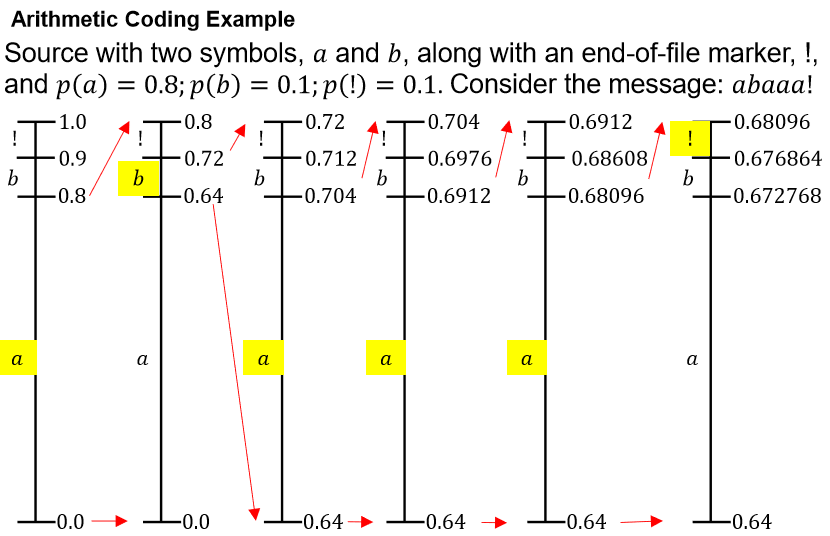 Arithmetic Coding Example
Source with two symbols, a and b, along with an end-of-file marker, !,
and p(a) = 0.8; p(b) = 0.1; p(!) = 0.1. Consider the message: abaaa!
! 1.0 ! 0.8 ! 0.72 ! 0.704 ! 0.6912 ! 0.68096
0.9 0.72 0.712 0.6976 0.68608 0.676864
b b b b b b
0.8 0.64 0.704 0.6912 0.68096 0.672768
a a a a a a
0.0 0.0 0.64 0.64 0.64 0.64